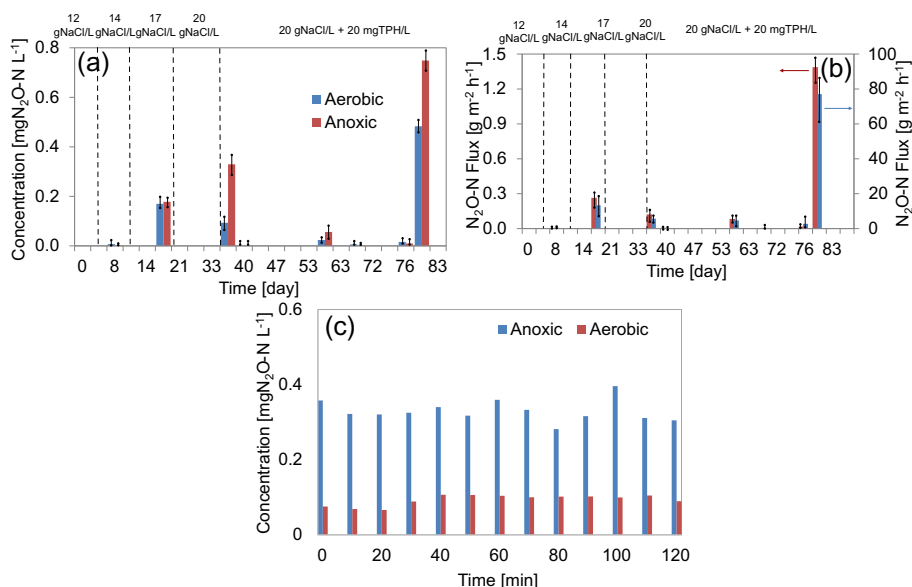 12 gNaCl/L
14 gNaCl/L
17 gNaCl/L
20 gNaCl/L
20 gNaCl/L + 20 mgTPH/L
(a)
Concentration [mgN₂O-N L⁻¹]
0.8
0.6
0.4
0.2
0.0
Aerobic
Anoxic
0 8 14 21 33 40 47 53 63 72 76 83
Time [day]
12 gNaCl/L
14 gNaCl/L
17 gNaCl/L
20 gNaCl/L
20 gNaCl/L + 20 mgTPH/L
(b)
N₂O-N Flux [g m⁻² h⁻¹]
1.5
1.2
0.9
0.6
0.3
0.0
100
80
60
40
20
0
N₂O-N Flux [g m⁻² h⁻¹]
0 8 14 21 33 40 47 53 63 72 76 83
Time [day]
(c)
Concentration [mgN₂O-N L⁻¹]
0.6
0.4
0.2
0
Anoxic
Aerobic
0 20 40 60 80 100 120
Time [min]